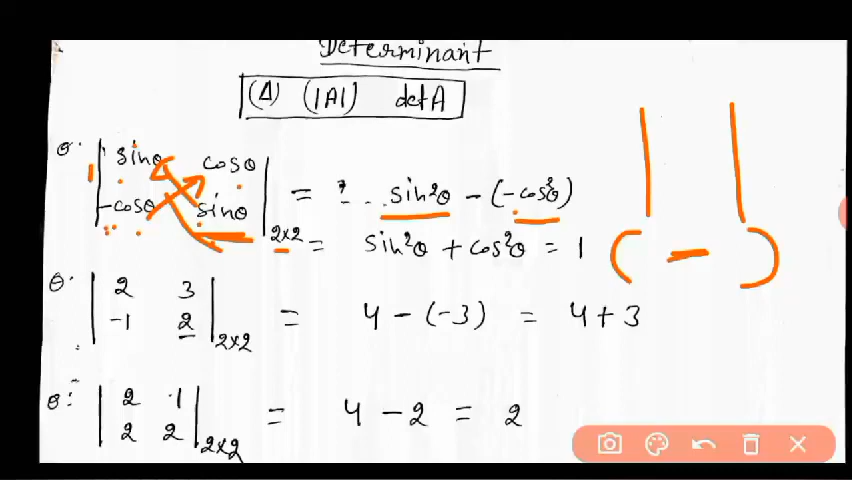 Determinant
(Δ) (|A|) detA
Q. | sinθ cosθ | = sin²θ - (-cos²θ)
| -cosθ sinθ | 2×2 = sin²θ + cos²θ = 1
( - )
Q. | 2 3 | = 4 - (-3) = 4 + 3
| -1 2 | 2×2
Q: | 2 1 | = 4 - 2 = 2
| 2 2 | 2×2